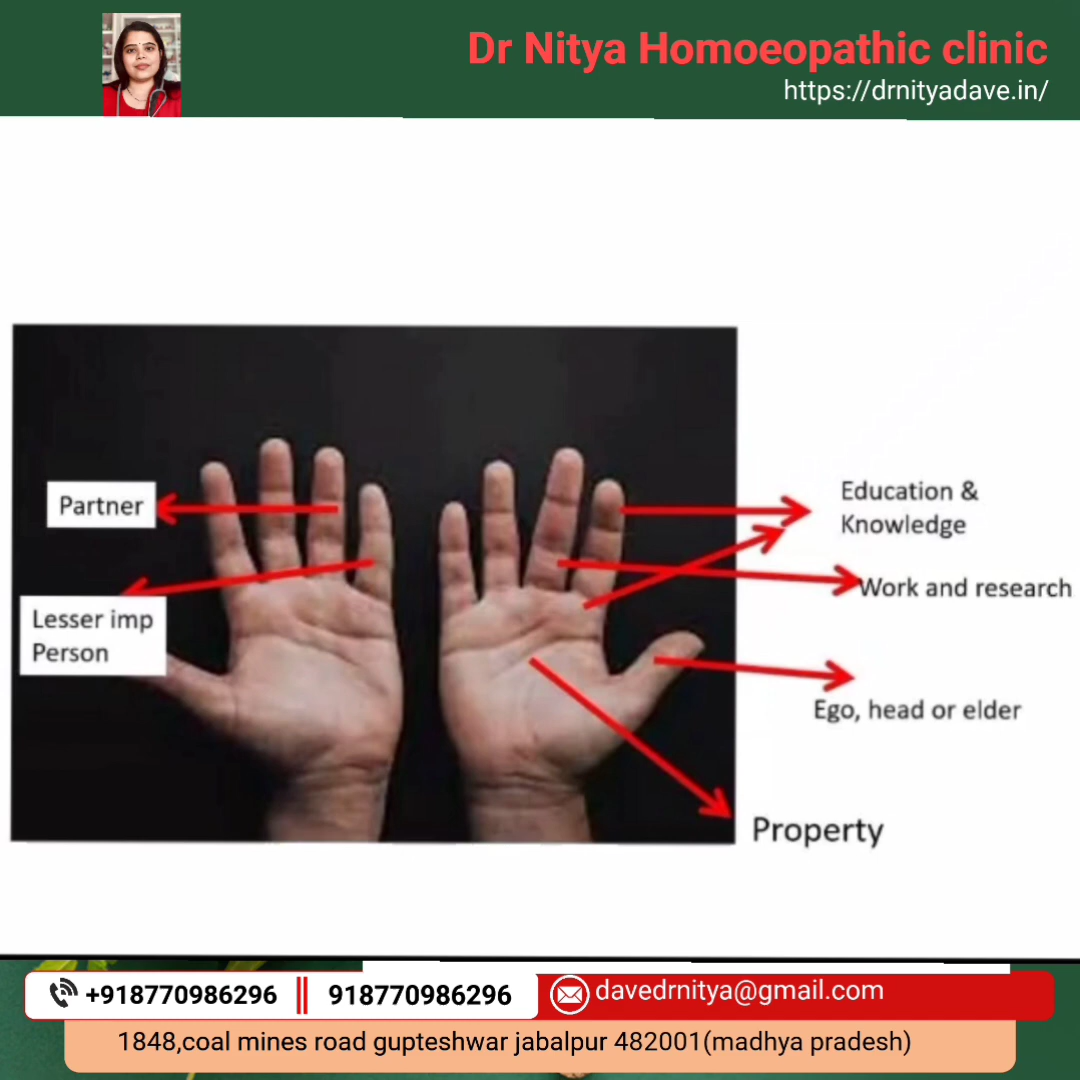 Dr Nitya Homoeopathic clinic
https://drnityadave.in/
Partner
Lesser imp
Person
Education &
Knowledge
Work and research
Ego, head or elder
Property
+918770986296 || 918770986296 davedrnitya@gmail.com
1848,coal mines road gupteshwar jabalpur 482001(madhya pradesh)